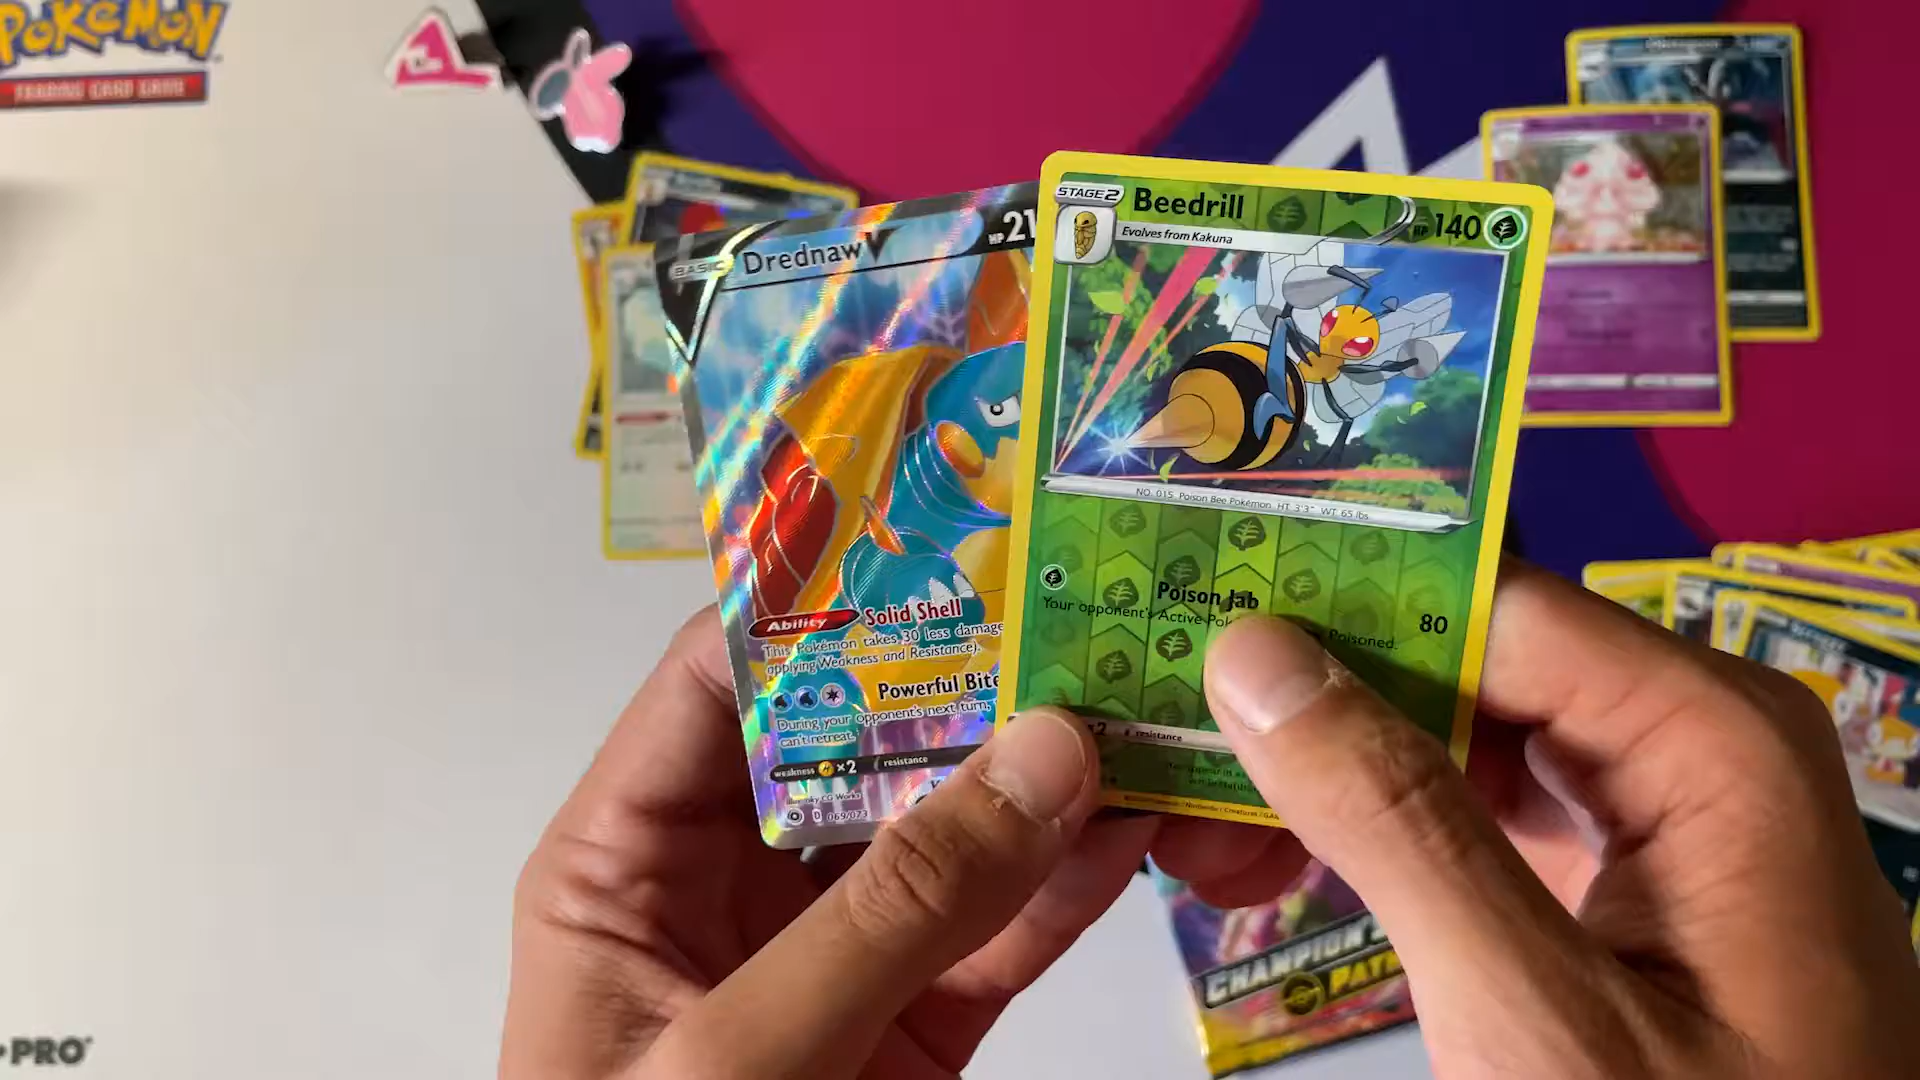 POKÉMON
TRADING CARD GAME
BASIC
Drednaw V
HP 21
Ability Solid Shell
This Pokémon takes 30 less damage
applying Weakness and Resistance).
Powerful Bite
During your opponent's next turn,
can't retreat.
weakness ×2 resistance
D 069/073
STAGE 2
Beedrill
HP 140
Evolves from Kakuna
NO. 015 Poison Bee Pokémon HT 3'3" WT 65 lbs.
Poison Jab
80
Your opponent's Active Pok Poisoned.
×2 resistance
CHAMPION'S
PATH
PRO